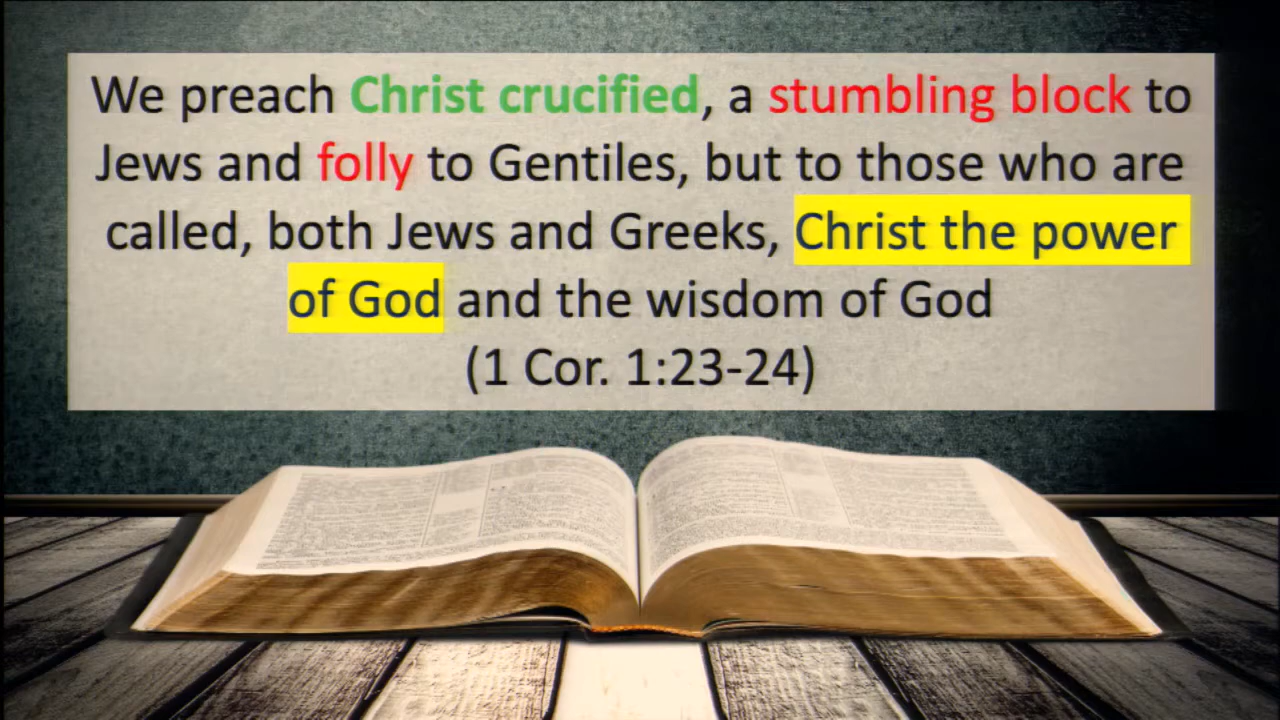 We preach Christ crucified, a stumbling block to
Jews and folly to Gentiles, but to those who are
called, both Jews and Greeks, Christ the power
of God and the wisdom of God
(1 Cor. 1:23-24)